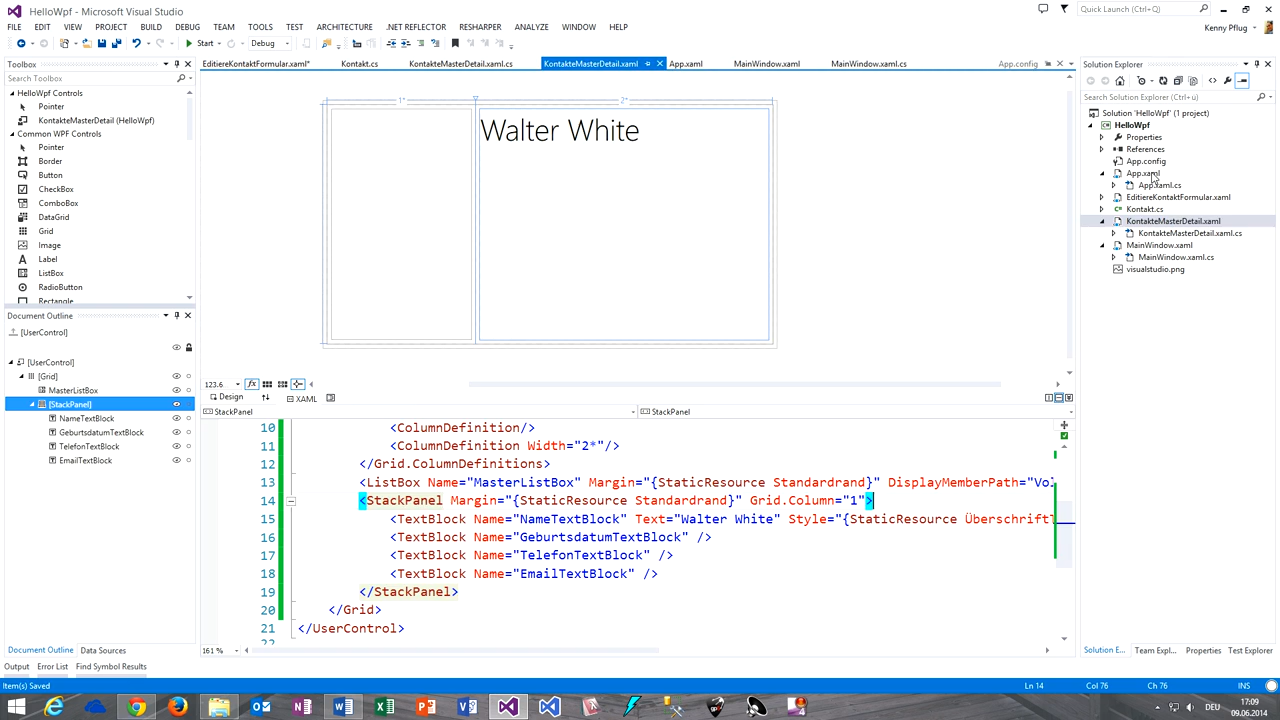 HelloWpf - Microsoft Visual Studio
Quick Launch (Ctrl+Q)
FILE EDIT VIEW PROJECT BUILD DEBUG TEAM TOOLS TEST ARCHITECTURE .NET REFLECTOR RESHARPER ANALYZE WINDOW HELP
Kenny Pflug
Start Debug
Toolbox
EditiereKontaktFormular.xaml* Kontakt.cs KontakteMasterDetail.xaml.cs KontakteMasterDetail.xaml App.xaml MainWindow.xaml MainWindow.xaml.cs App.config
Solution Explorer
Search Toolbox
HelloWpf Controls
Pointer
KontakteMasterDetail (HelloWpf)
Common WPF Controls
Pointer
Border
Button
CheckBox
ComboBox
DataGrid
Grid
Image
Label
ListBox
RadioButton
Rectangle
1* 2*
Walter White
Search Solution Explorer (Ctrl+ü)
Solution 'HelloWpf' (1 project)
HelloWpf
Properties
References
App.config
App.xaml
App.xaml.cs
EditiereKontaktFormular.xaml
Kontakt.cs
KontakteMasterDetail.xaml
KontakteMasterDetail.xaml.cs
MainWindow.xaml
MainWindow.xaml.cs
visualstudio.png
Document Outline
[UserControl]
[UserControl]
[Grid]
MasterListBox
[StackPanel]
NameTextBlock
GeburtsdatumTextBlock
TelefonTextBlock
EmailTextBlock
123.6 fx
Design XAML
StackPanel StackPanel
10 <ColumnDefinition/>
11 <ColumnDefinition Width="2*"/>
12 </Grid.ColumnDefinitions>
13 <ListBox Name="MasterListBox" Margin="{StaticResource Standardrand}" DisplayMemberPath="Vo
14 <StackPanel Margin="{StaticResource Standardrand}" Grid.Column="1">
15 <TextBlock Name="NameTextBlock" Text="Walter White" Style="{StaticResource Überschrift
16 <TextBlock Name="GeburtsdatumTextBlock" />
17 <TextBlock Name="TelefonTextBlock" />
18 <TextBlock Name="EmailTextBlock" />
19 </StackPanel>
20 </Grid>
21 </UserControl>
22
161 %
Document Outline Data Sources
Solution E... Team Expl... Properties Test Explorer
Output Error List Find Symbol Results
Item(s) Saved Ln 14 Col 76 Ch 76 INS
DEU
17:09
09.06.2014